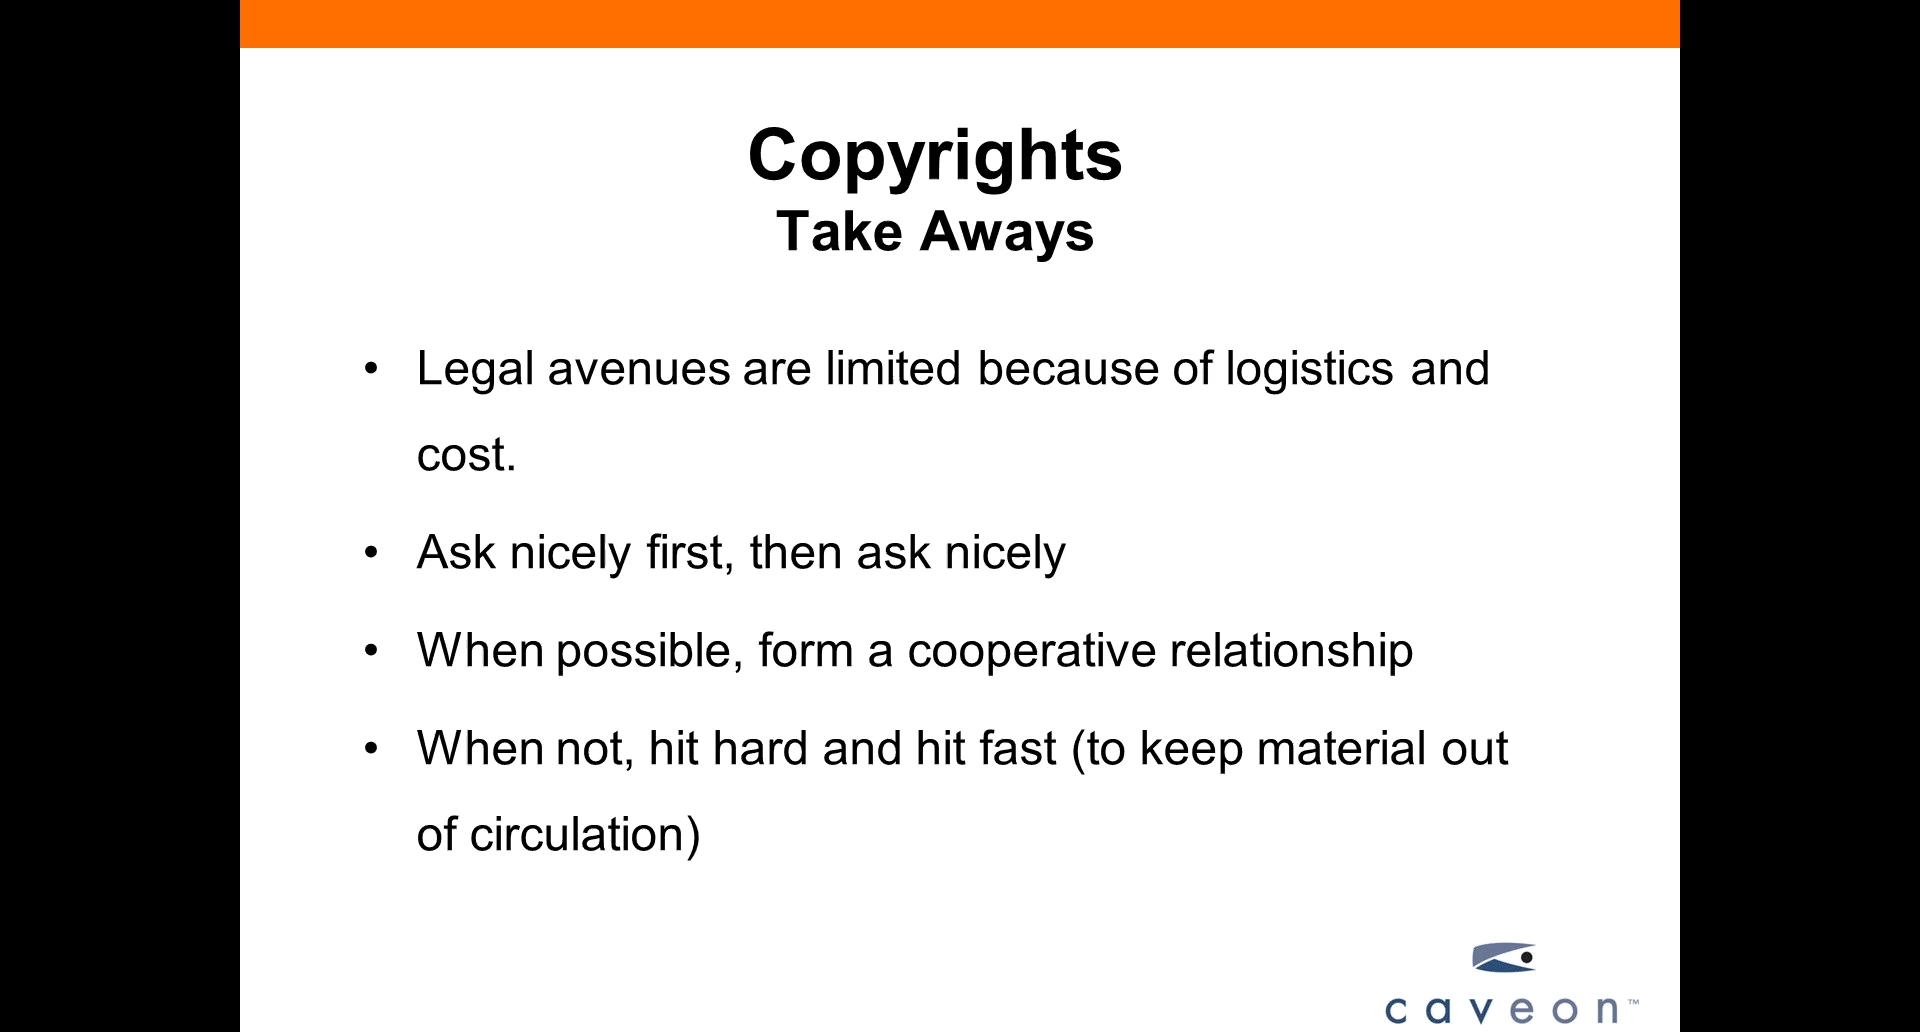 Copyrights
Take Aways
• Legal avenues are limited because of logistics and
cost.
• Ask nicely first, then ask nicely
• When possible, form a cooperative relationship
• When not, hit hard and hit fast (to keep material out
of circulation)
caveon™